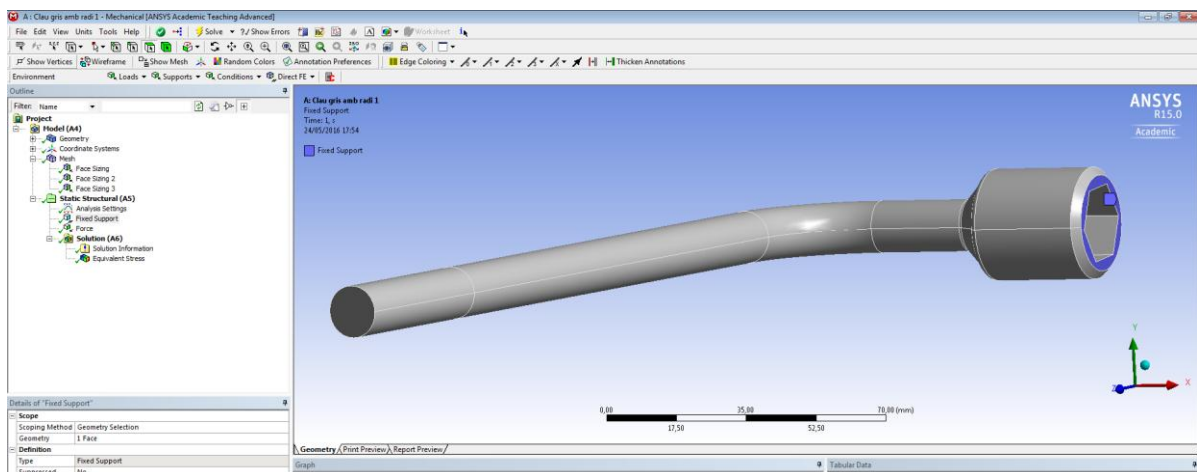 A : Clau gris amb radi 1 - Mechanical [ANSYS Academic Teaching Advanced]
File Edit View Units Tools Help Solve ?/ Show Errors Worksheet
Show Vertices Wireframe Show Mesh Random Colors Annotation Preferences Edge Coloring Thicken Annotations
Environment Loads Supports Conditions Direct FE
Outline
Filter: Name
Project
Model (A4)
Geometry
Coordinate Systems
Mesh
Face Sizing
Face Sizing 2
Face Sizing 3
Static Structural (A5)
Analysis Settings
Fixed Support
Force
Solution (A6)
Solution Information
Equivalent Stress
Details of "Fixed Support"
Scope
Scoping Method Geometry Selection
Geometry 1 Face
Definition
Type Fixed Support
Suppressed No
A: Clau gris amb radi 1
Fixed Support
Time: 1, s
24/05/2016 17:54
Fixed Support
ANSYS
R15.0
Academic
Y
X
Z
0,00 35,00 70,00 (mm)
17,50 52,50
Geometry Print Preview Report Preview
Graph
Tabular Data